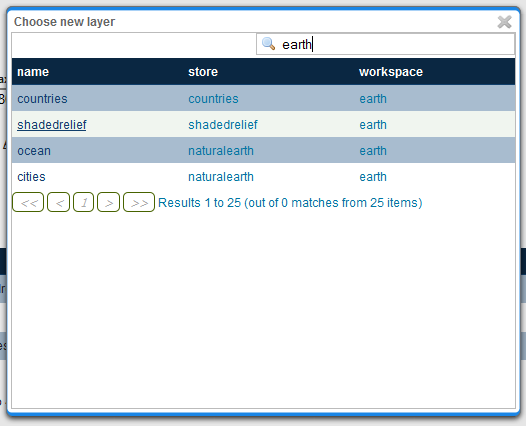 Choose new layer
earth
name store workspace
countries countries earth
shadedrelief shadedrelief earth
ocean naturalearth earth
cities naturalearth earth
<< < 1 > >> Results 1 to 25 (out of 0 matches from 25 items)